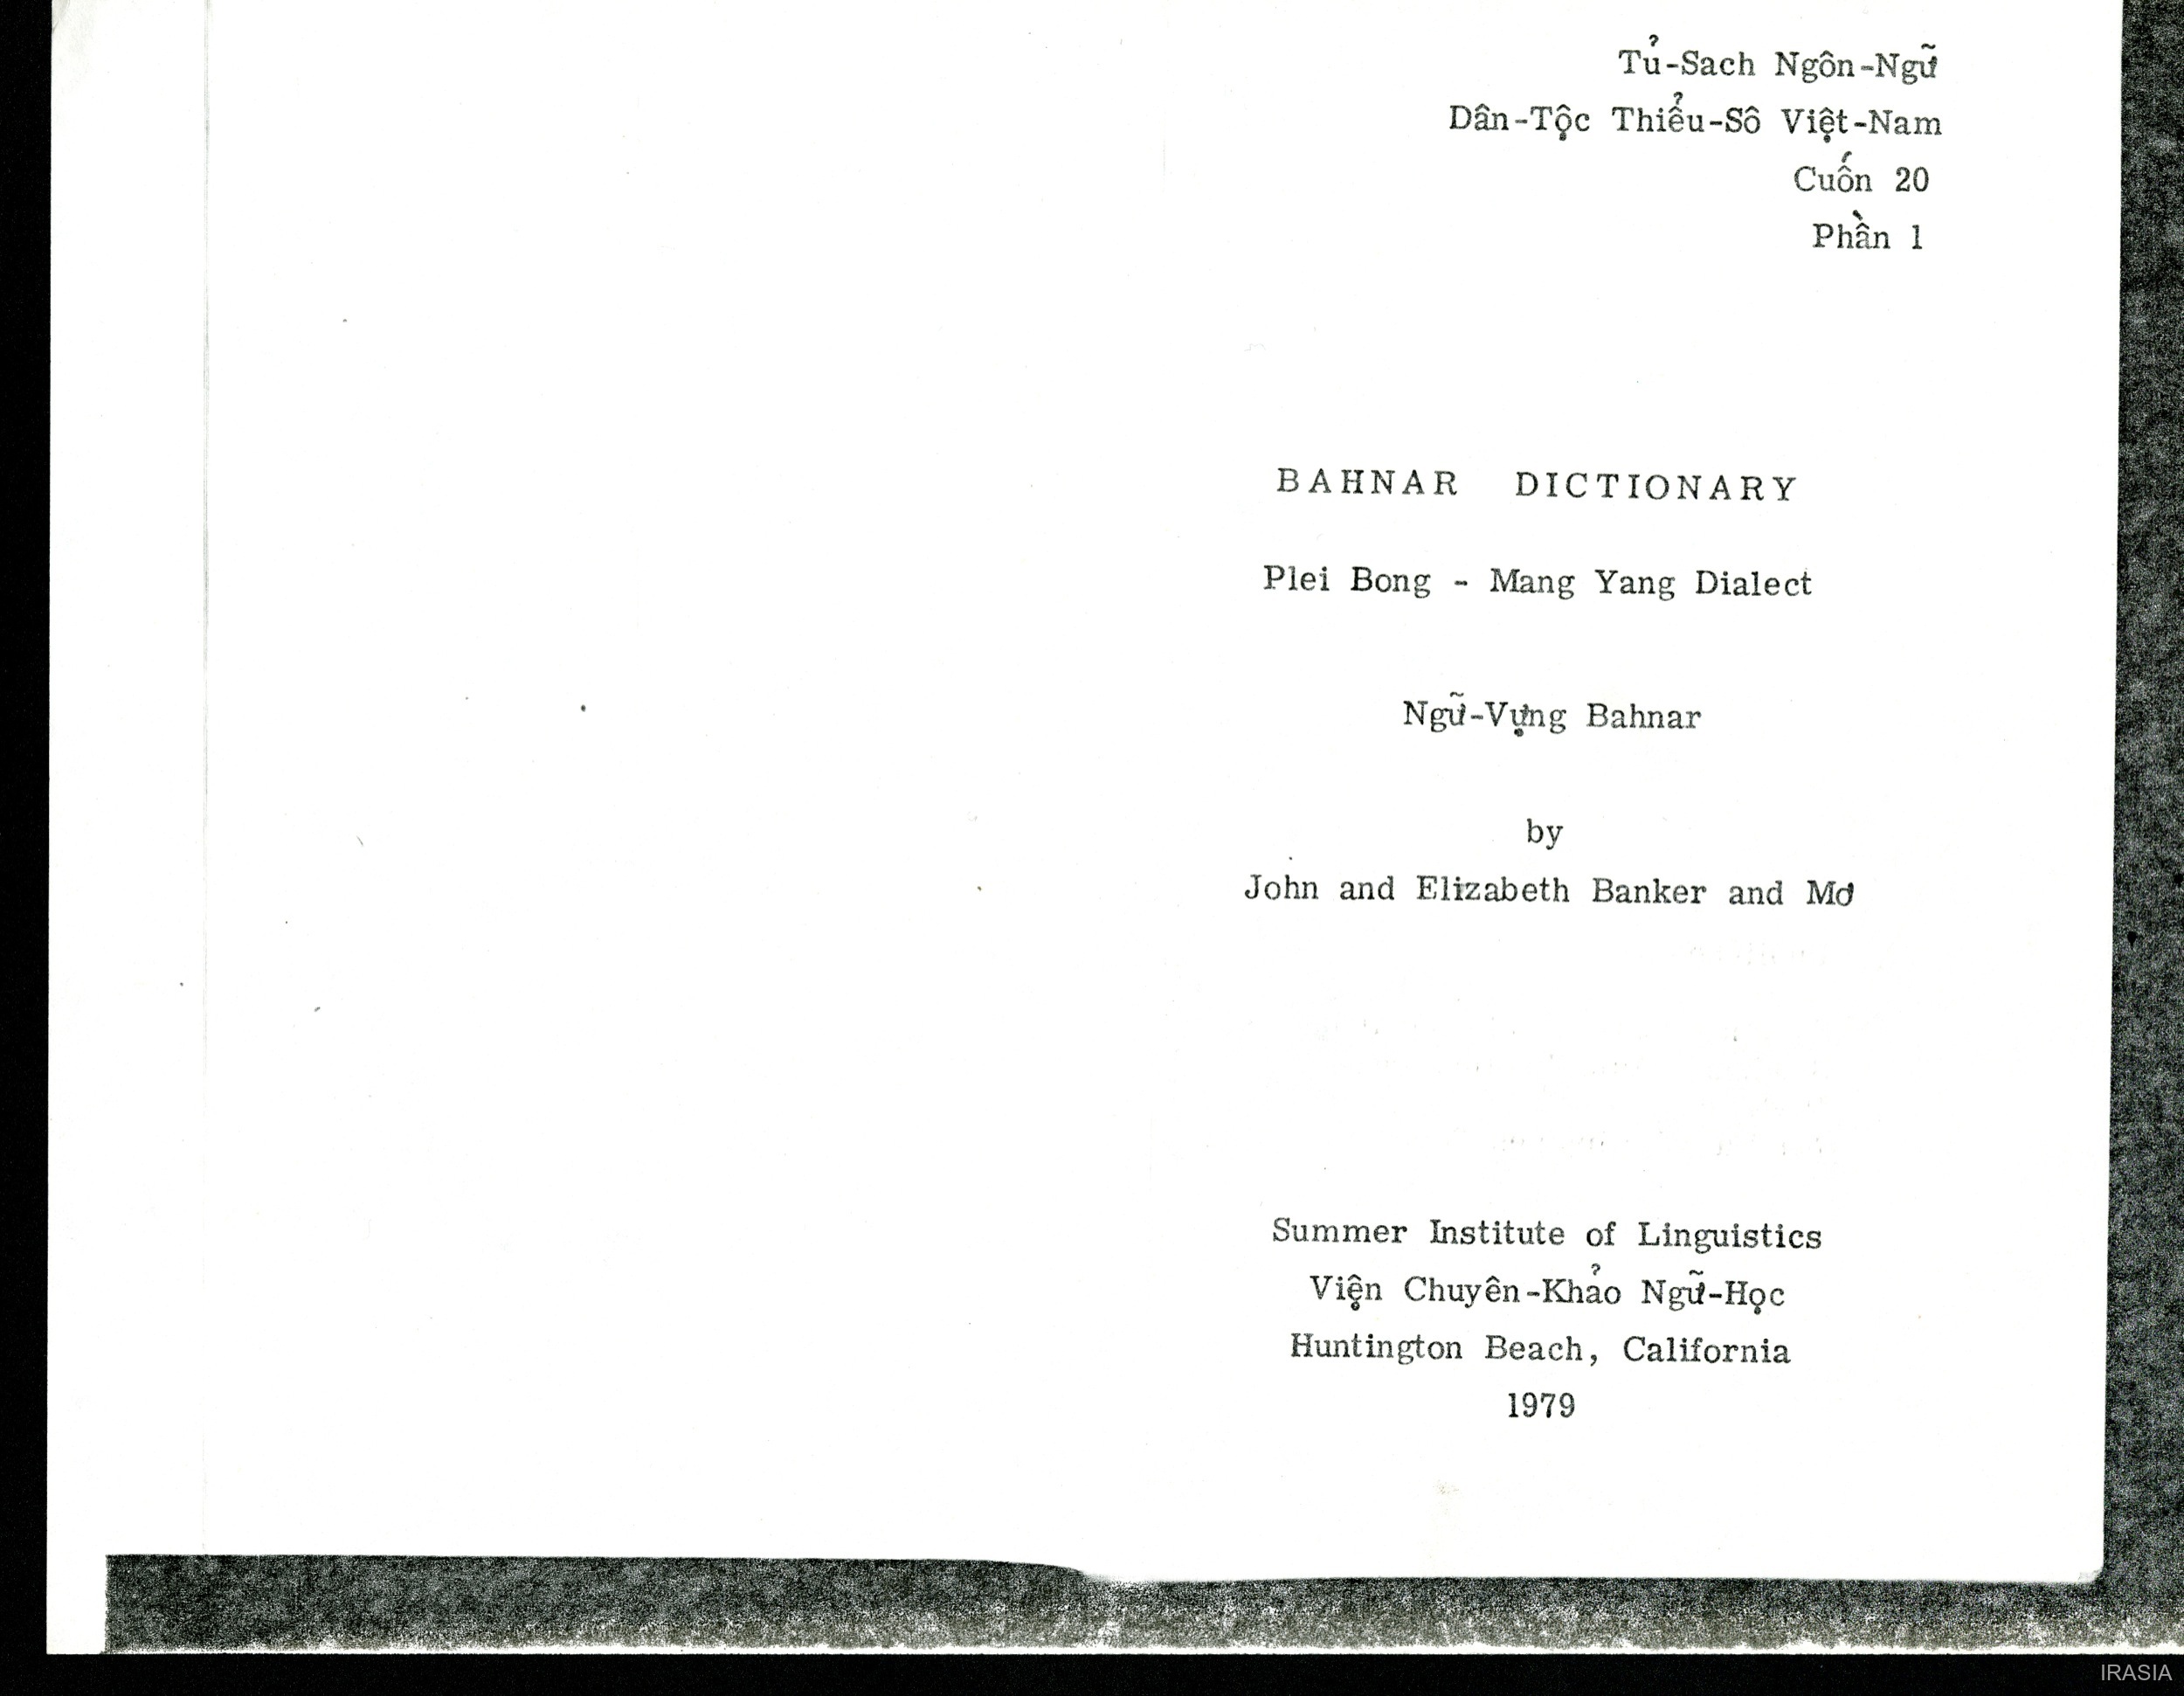 Tủ-Sach Ngôn-Ngữ
Dân-Tộc Thiểu-Sô Việt-Nam
Cuốn 20
Phần 1
BAHNAR DICTIONARY
Plei Bong - Mang Yang Dialect
Ngữ-Vựng Bahnar
by
John and Elizabeth Banker and Mơ
Summer Institute of Linguistics
Viện Chuyên-Khảo Ngữ-Học
Huntington Beach, California
1979
IRASIA